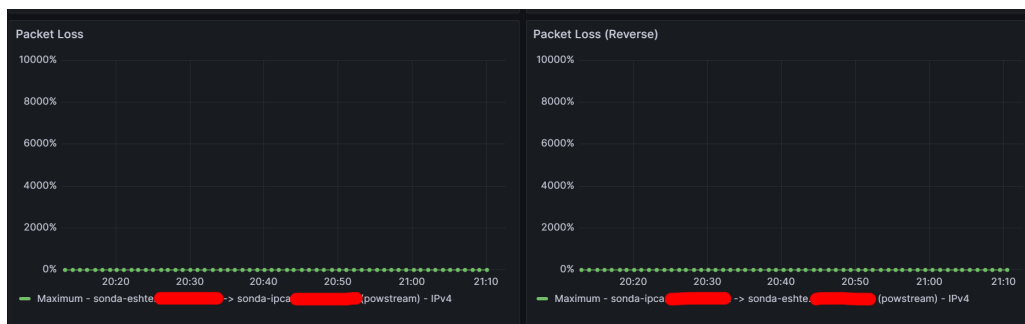 Packet Loss
10000%
8000%
6000%
4000%
2000%
0%
20:20 20:30 20:40 20:50 21:00 21:10
Maximum - sonda-eshte -> sonda-ipca (powstream) - IPv4
Packet Loss (Reverse)
10000%
8000%
6000%
4000%
2000%
0%
20:20 20:30 20:40 20:50 21:00 21:10
Maximum - sonda-ipca -> sonda-eshte. (powstream) - IPv4